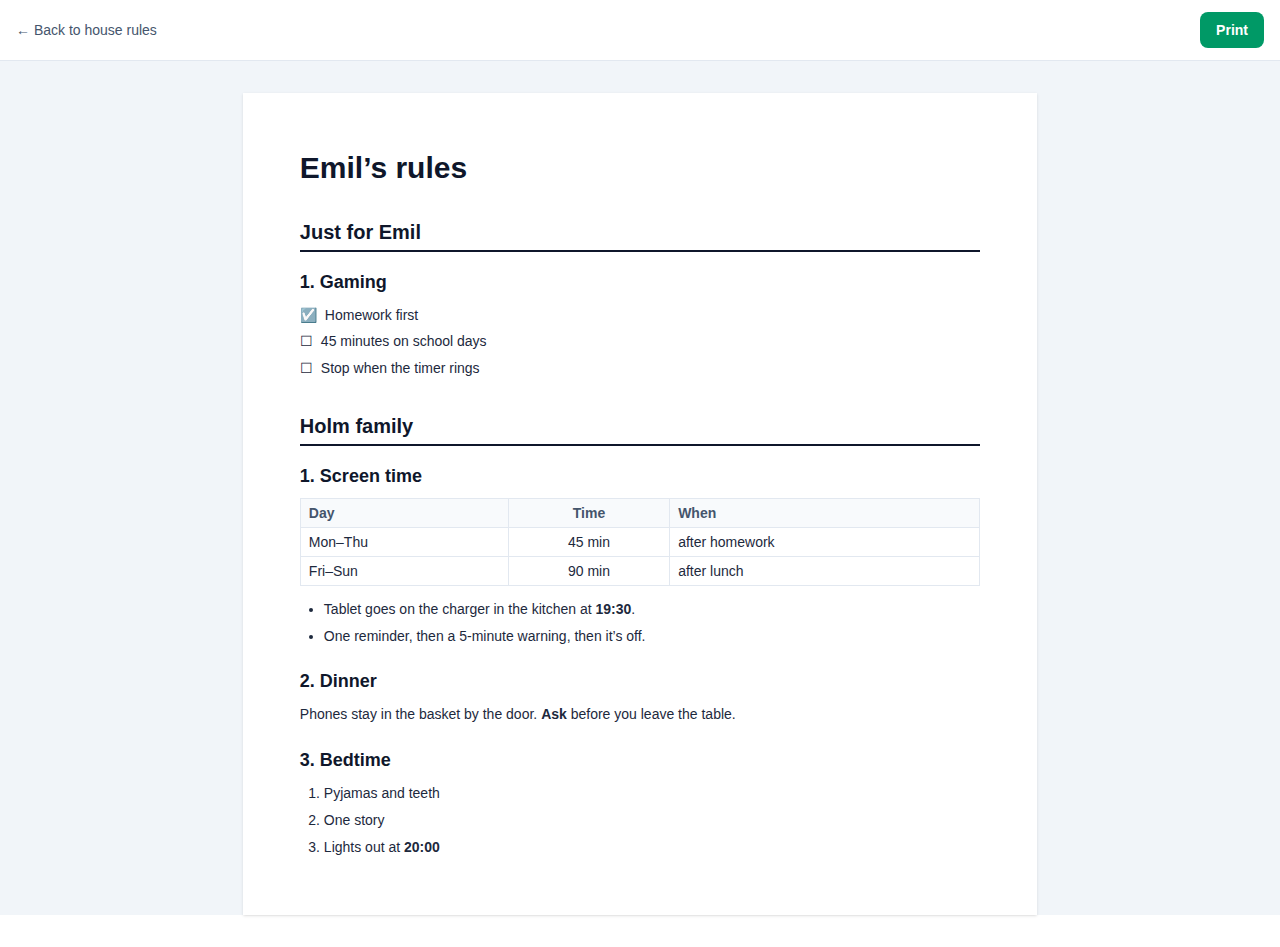 ← Back to house rules
Print
Emil’s rules
Just for Emil
1. Gaming
☑ Homework first
☐ 45 minutes on school days
☐ Stop when the timer rings
Holm family
1. Screen time
Day Time When
Mon–Thu 45 min after homework
Fri–Sun 90 min after lunch
• Tablet goes on the charger in the kitchen at 19:30.
• One reminder, then a 5-minute warning, then it’s off.
2. Dinner
Phones stay in the basket by the door. Ask before you leave the table.
3. Bedtime
1. Pyjamas and teeth
2. One story
3. Lights out at 20:00